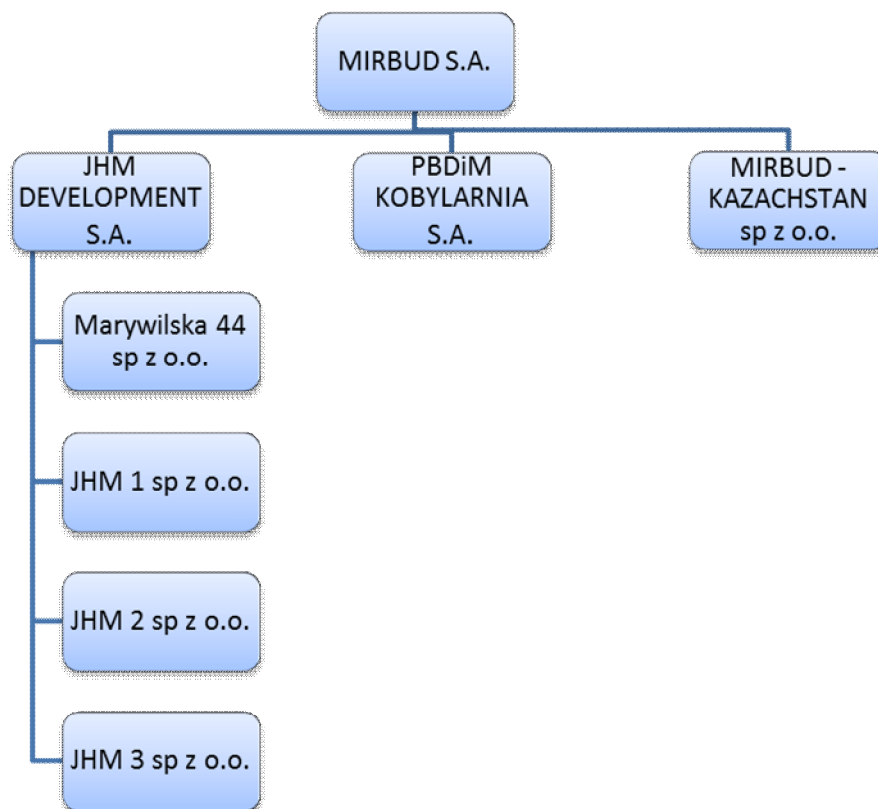 MIRBUD S.A.
JHM
DEVELOPMENT
S.A.
PBDiM
KOBYLARNIA
S.A.
MIRBUD -
KAZACHSTAN
sp z o.o.
Marywilska 44
sp z o.o.
JHM 1 sp z o.o.
JHM 2 sp z o.o.
JHM 3 sp z o.o.